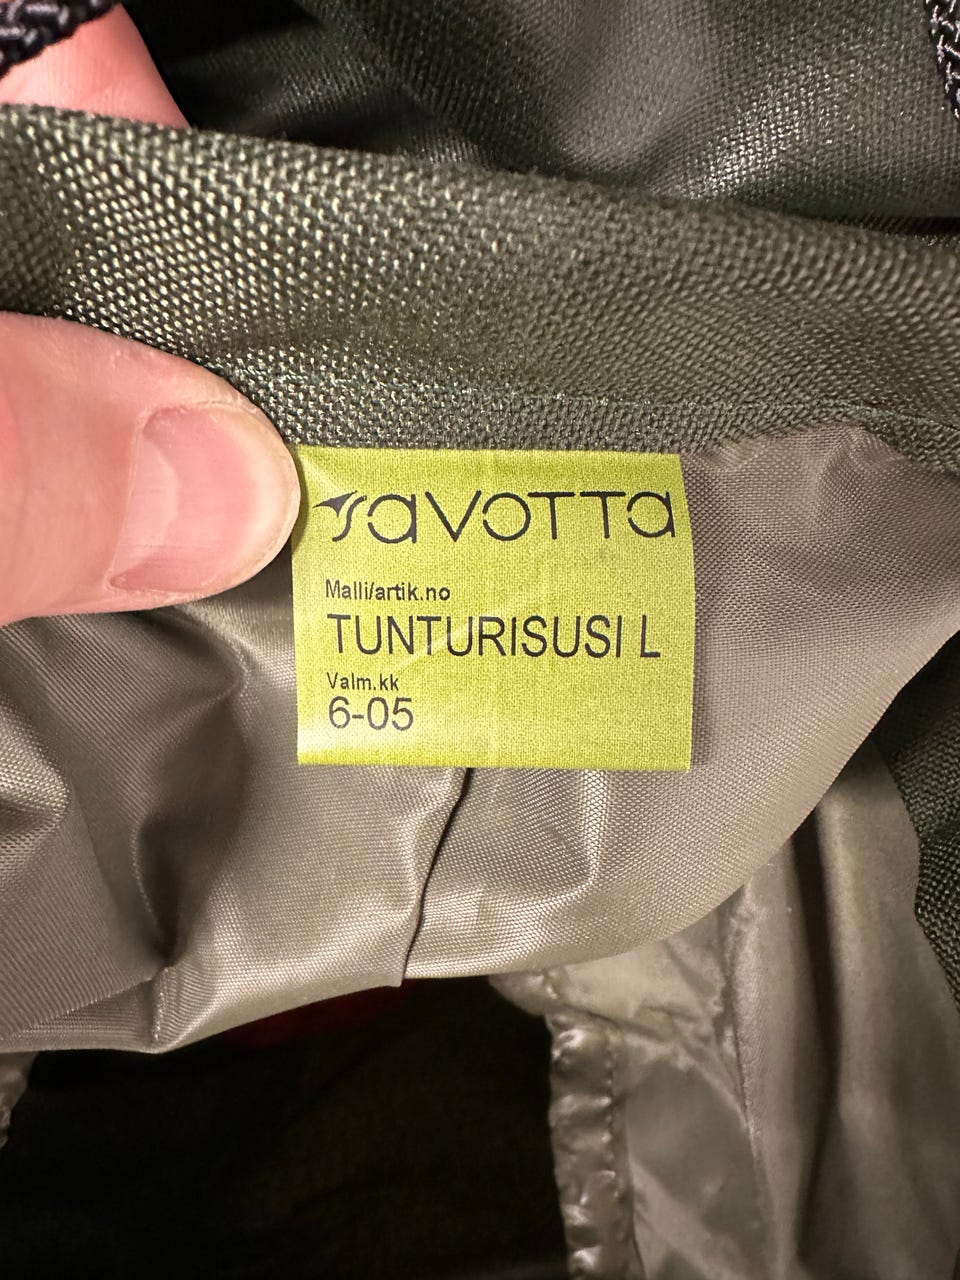 savotta
Malli/artik.no
TUNTURISUSI L
Valm.kk
6-05